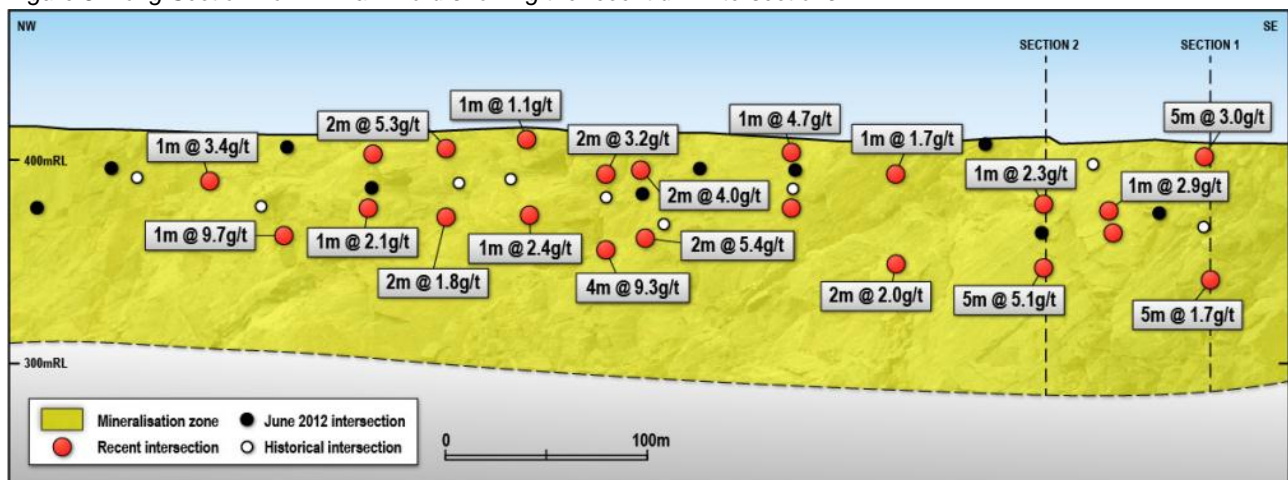 NW
SE
SECTION 2
SECTION 1
1m @ 1.1g/t
2m @ 5.3g/t
1m @ 4.7g/t
5m @ 3.0g/t
1m @ 3.4g/t
2m @ 3.2g/t
1m @ 1.7g/t
400mRL
1m @ 2.3g/t
1m @ 2.9g/t
2m @ 4.0g/t
1m @ 9.7g/t
1m @ 2.1g/t
1m @ 2.4g/t
2m @ 5.4g/t
2m @ 1.8g/t
4m @ 9.3g/t
2m @ 2.0g/t
5m @ 5.1g/t
5m @ 1.7g/t
300mRL
Mineralisation zone
June 2012 intersection
Recent intersection
Historical intersection
0
100m